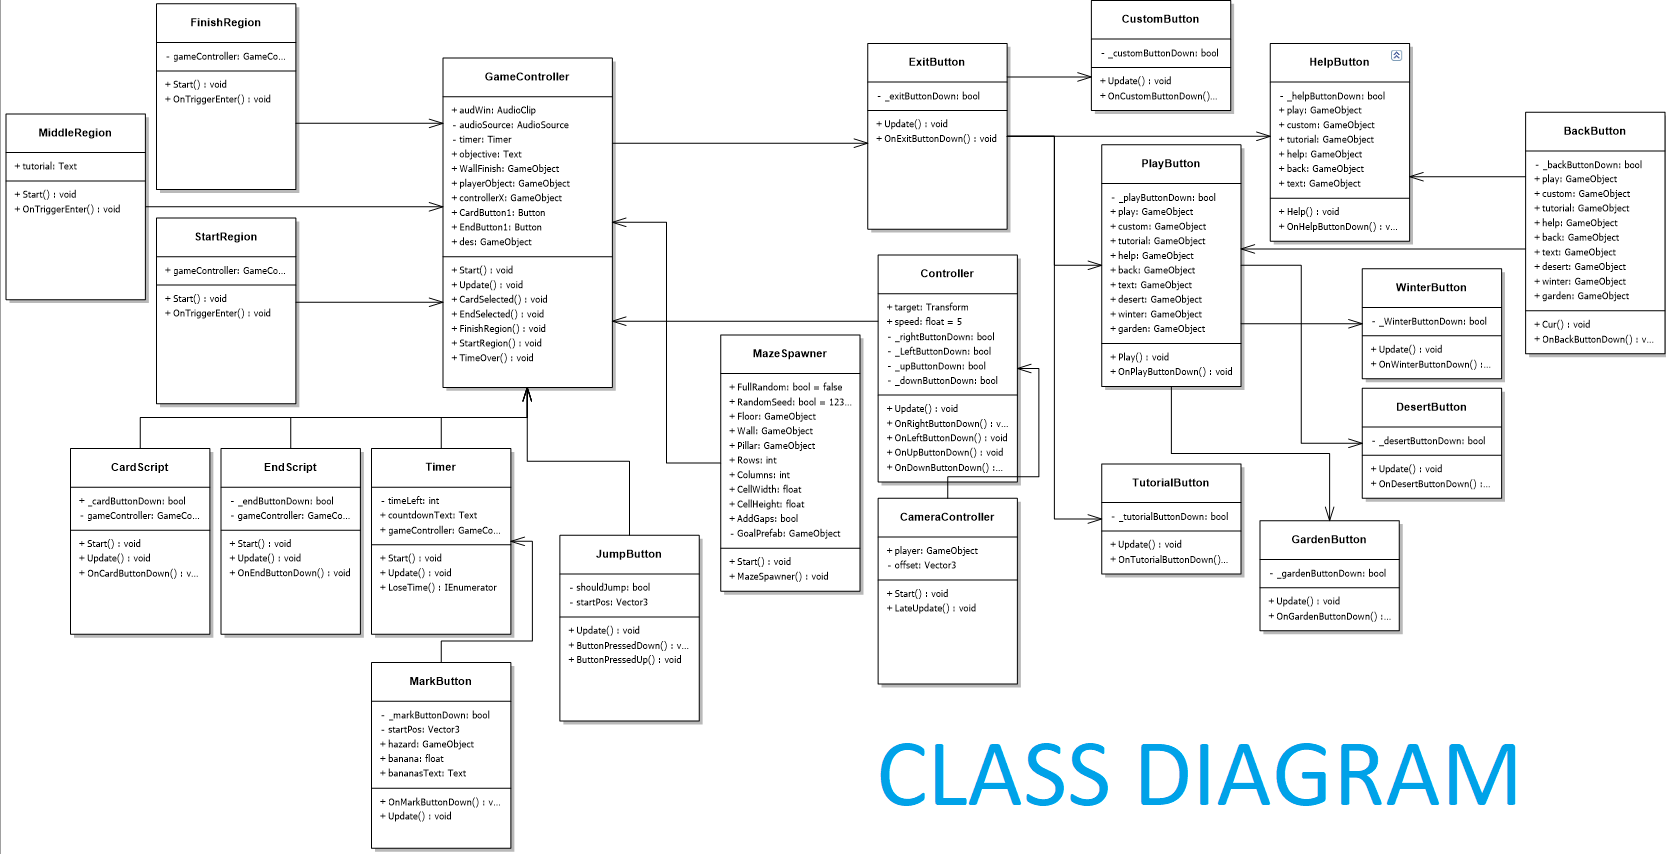 FinishRegion
- gameController: GameCo...
+ Start() : void
+ OnTriggerEnter() : void
MiddleRegion
+ tutorial: Text
+ Start() : void
+ OnTriggerEnter() : void
StartRegion
+ gameController: GameCo...
+ Start() : void
+ OnTriggerEnter() : void
GameController
+ audWin: AudioClip
- audioSource: AudioSource
- timer: Timer
+ objective: Text
+ WallFinish: GameObject
+ playerObject: GameObject
+ controllerX: GameObject
+ CardButton1: Button
+ EndButton1: Button
+ des: GameObject
+ Start() : void
+ Update() : void
+ CardSelected() : void
+ EndSelected() : void
+ FinishRegion() : void
+ StartRegion() : void
+ TimeOver() : void
ExitButton
- _exitButtonDown: bool
+ Update() : void
+ OnExitButtonDown() : void
CustomButton
- _customButtonDown: bool
+ Update() : void
+ OnCustomButtonDown()...
HelpButton
- _helpButtonDown: bool
+ play: GameObject
+ custom: GameObject
+ tutorial: GameObject
+ help: GameObject
+ back: GameObject
+ text: GameObject
+ Help() : void
+ OnHelpButtonDown() : v...
BackButton
- _backButtonDown: bool
+ play: GameObject
+ custom: GameObject
+ tutorial: GameObject
+ help: GameObject
+ back: GameObject
+ text: GameObject
+ desert: GameObject
+ winter: GameObject
+ garden: GameObject
+ Cur() : void
+ OnBackButtonDown() : v...
PlayButton
- _playButtonDown: bool
+ play: GameObject
+ custom: GameObject
+ tutorial: GameObject
+ help: GameObject
+ back: GameObject
+ text: GameObject
+ desert: GameObject
+ winter: GameObject
+ garden: GameObject
+ Play() : void
+ OnPlayButtonDown() : void
Controller
+ target: Transform
+ speed: float = 5
- _rightButtonDown: bool
- _LeftButtonDown: bool
- _upButtonDown: bool
- _downButtonDown: bool
+ Update() : void
+ OnRightButtonDown() : v...
+ OnLeftButtonDown() : void
+ OnUpButtonDown() : void
+ OnDownButtonDown() :...
WinterButton
- _WinterButtonDown: bool
+ Update() : void
+ OnWinterButtonDown() :...
MazeSpawner
+ FullRandom: bool = false
+ RandomSeed: bool = 123...
+ Floor: GameObject
+ Wall: GameObject
+ Pillar: GameObject
+ Rows: int
+ Columns: int
+ CellWidth: float
+ CellHeight: float
+ AddGaps: bool
- GoalPrefab: GameObject
+ Start() : void
+ MazeSpawner() : void
DesertButton
- _desertButtonDown: bool
+ Update() : void
+ OnDesertButtonDown() :...
CardScript
+ _cardButtonDown: bool
- gameController: GameCo...
+ Start() : void
+ Update() : void
+ OnCardButtonDown() : v...
EndScript
- _endButtonDown: bool
- gameController: GameCo...
+ Start() : void
+ Update() : void
+ OnEndButtonDown() : void
Timer
- timeLeft: int
+ countdownText: Text
+ gameController: GameCo...
+ Start() : void
+ Update() : void
+ LoseTime() : IEnumerator
TutorialButton
- _tutorialButtonDown: bool
+ Update() : void
+ OnTutorialButtonDown()...
CameraController
+ player: GameObject
- offset: Vector3
+ Start() : void
+ LateUpdate() : void
GardenButton
- _gardenButtonDown: bool
+ Update() : void
+ OnGardenButtonDown() :...
JumpButton
- shouldJump: bool
- startPos: Vector3
+ Update() : void
+ ButtonPressedDown() : v...
+ ButtonPressedUp() : void
MarkButton
- _markButtonDown: bool
- startPos: Vector3
+ hazard: GameObject
+ banana: float
+ bananasText: Text
+ OnMarkButtonDown() : v...
+ Update() : void
CLASS DIAGRAM